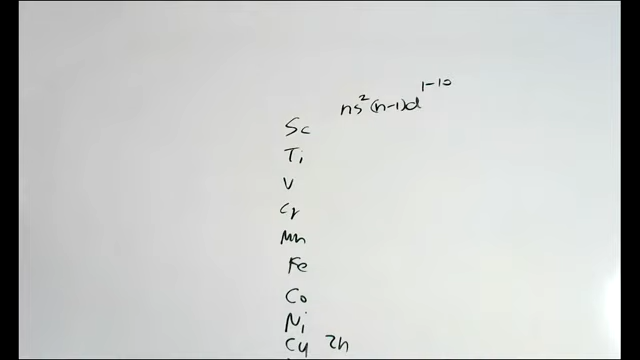 ns²(n-1)d¹⁻¹⁰
Sc
Ti
V
Cr
Mn
Fe
Co
Ni
Cu Zn